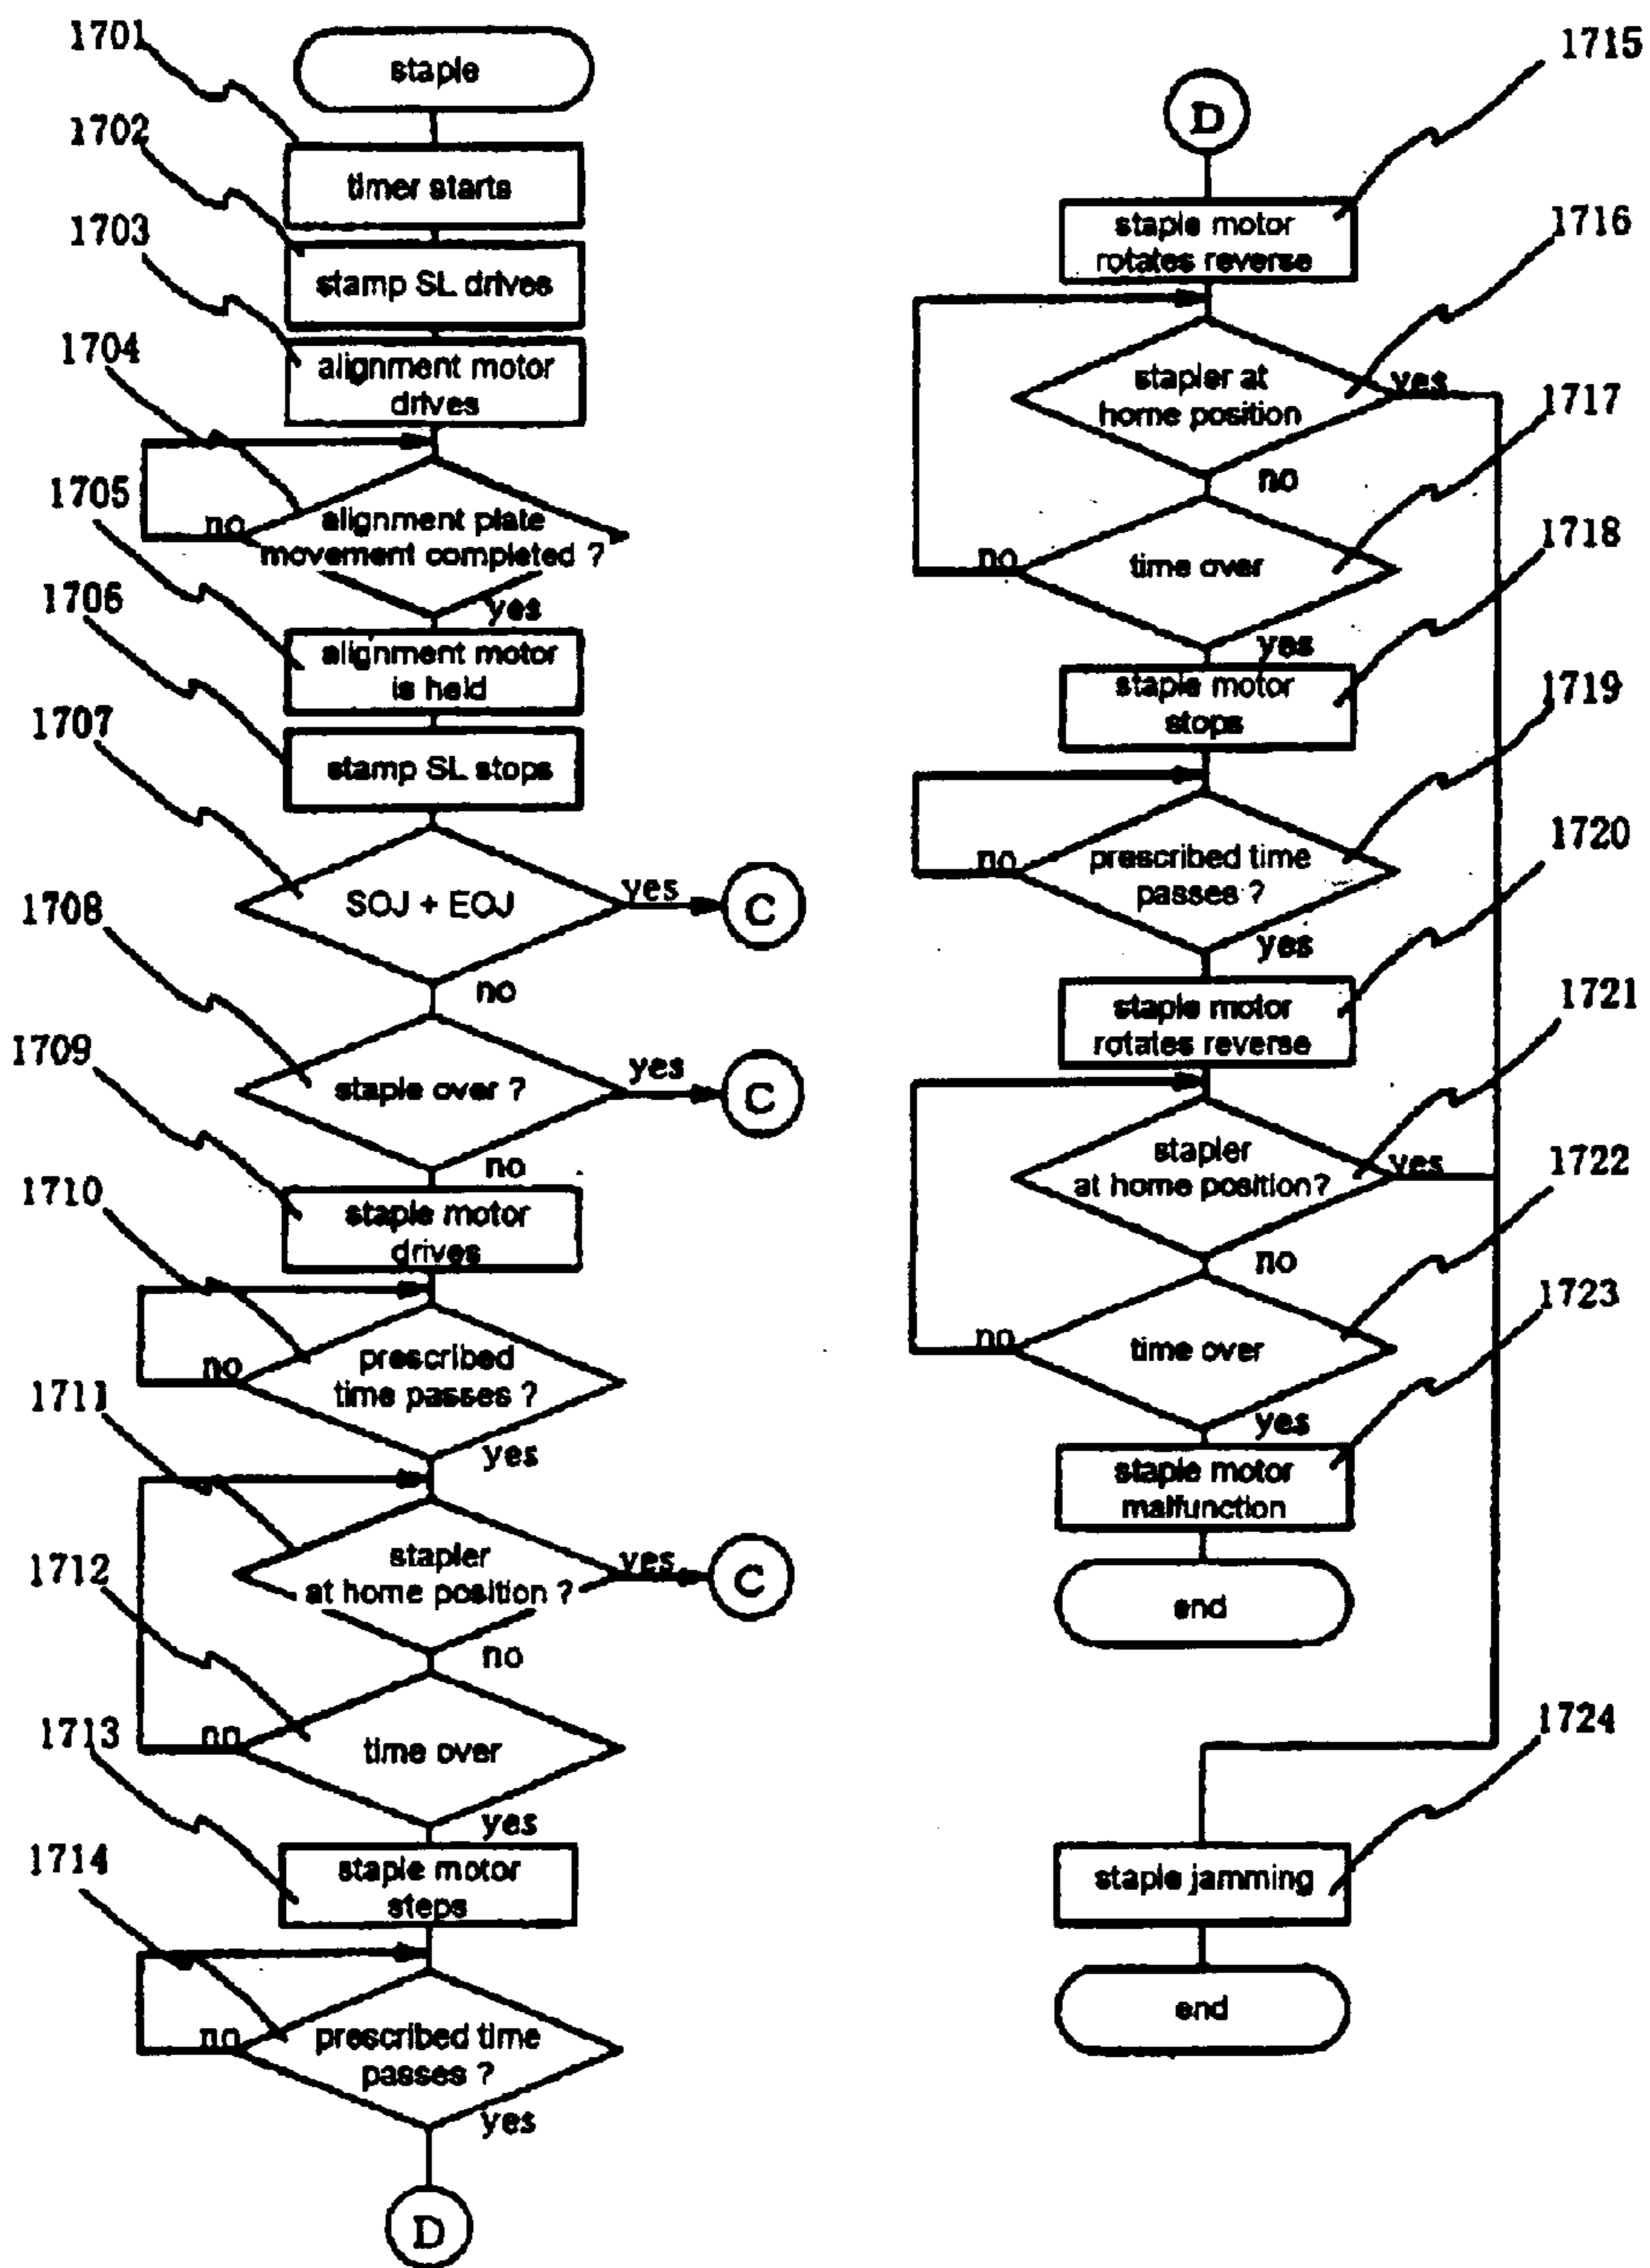 1701
staple
1702
timer starts
1703
stamp SL drives
1704
alignment motor
drives
1705
no
alignment plate
movement completed ?
yes
1706
alignment motor
is held
1707
stamp SL stops
SOJ + EOJ
yes
C
1708
no
1709
staple over ?
yes
C
no
1710
staple motor
drives
no
prescribed
time passes ?
1711
yes
stapler
at home position ?
yes
C
1712
no
1713
no
time over
yes
1714
staple motor
steps
no
prescribed time
passes ?
yes
D
D
1715
staple motor
rotates reverse
1716
stapler at
home position
yes
1717
no
no
time over
1718
yes
staple motor
stops
1719
no
prescribed time
passes ?
1720
yes
staple motor
rotates reverse
1721
stapler
at home position?
yes
1722
no
no
time over
1723
yes
staple motor
malfunction
end
1724
staple jamming
end